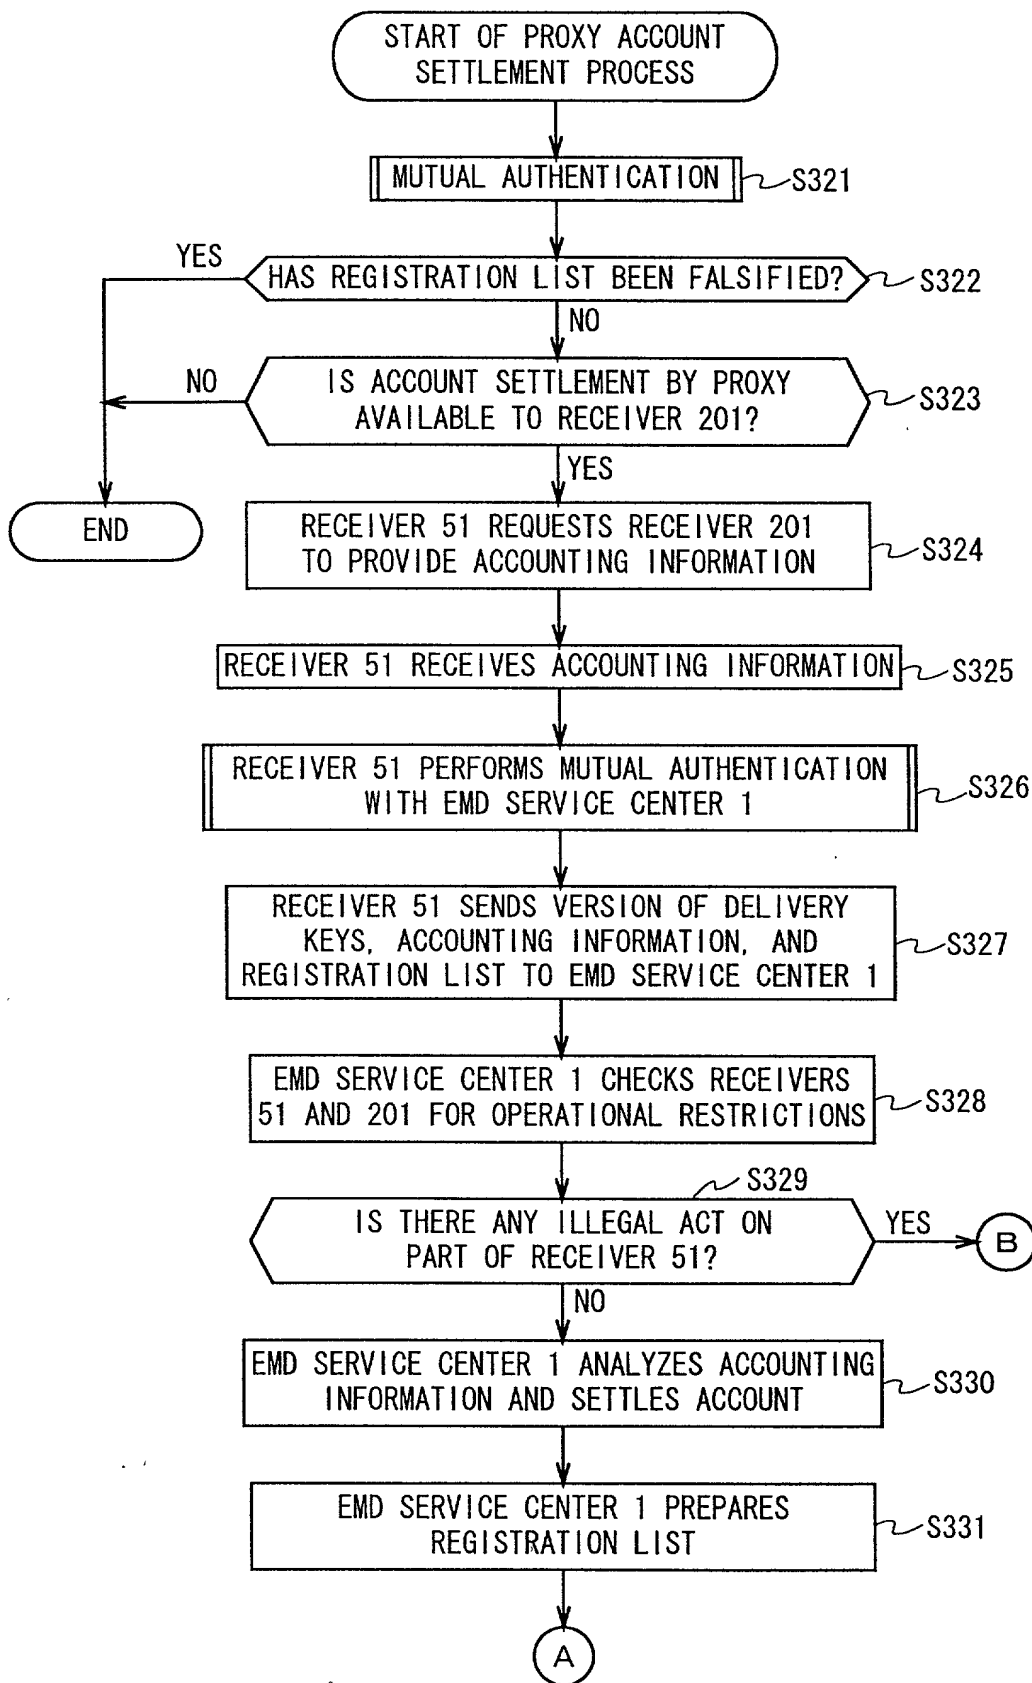 START OF PROXY ACCOUNT
SETTLEMENT PROCESS
MUTUAL AUTHENTICATION
S321
YES
HAS REGISTRATION LIST BEEN FALSIFIED?
S322
NO
NO
IS ACCOUNT SETTLEMENT BY PROXY
AVAILABLE TO RECEIVER 201?
S323
YES
END
RECEIVER 51 REQUESTS RECEIVER 201
TO PROVIDE ACCOUNTING INFORMATION
S324
RECEIVER 51 RECEIVES ACCOUNTING INFORMATION
S325
RECEIVER 51 PERFORMS MUTUAL AUTHENTICATION
WITH EMD SERVICE CENTER 1
S326
RECEIVER 51 SENDS VERSION OF DELIVERY
KEYS, ACCOUNTING INFORMATION, AND
REGISTRATION LIST TO EMD SERVICE CENTER 1
S327
EMD SERVICE CENTER 1 CHECKS RECEIVERS
51 AND 201 FOR OPERATIONAL RESTRICTIONS
S328
S329
IS THERE ANY ILLEGAL ACT ON
PART OF RECEIVER 51?
YES
B
NO
EMD SERVICE CENTER 1 ANALYZES ACCOUNTING
INFORMATION AND SETTLES ACCOUNT
S330
EMD SERVICE CENTER 1 PREPARES
REGISTRATION LIST
S331
A